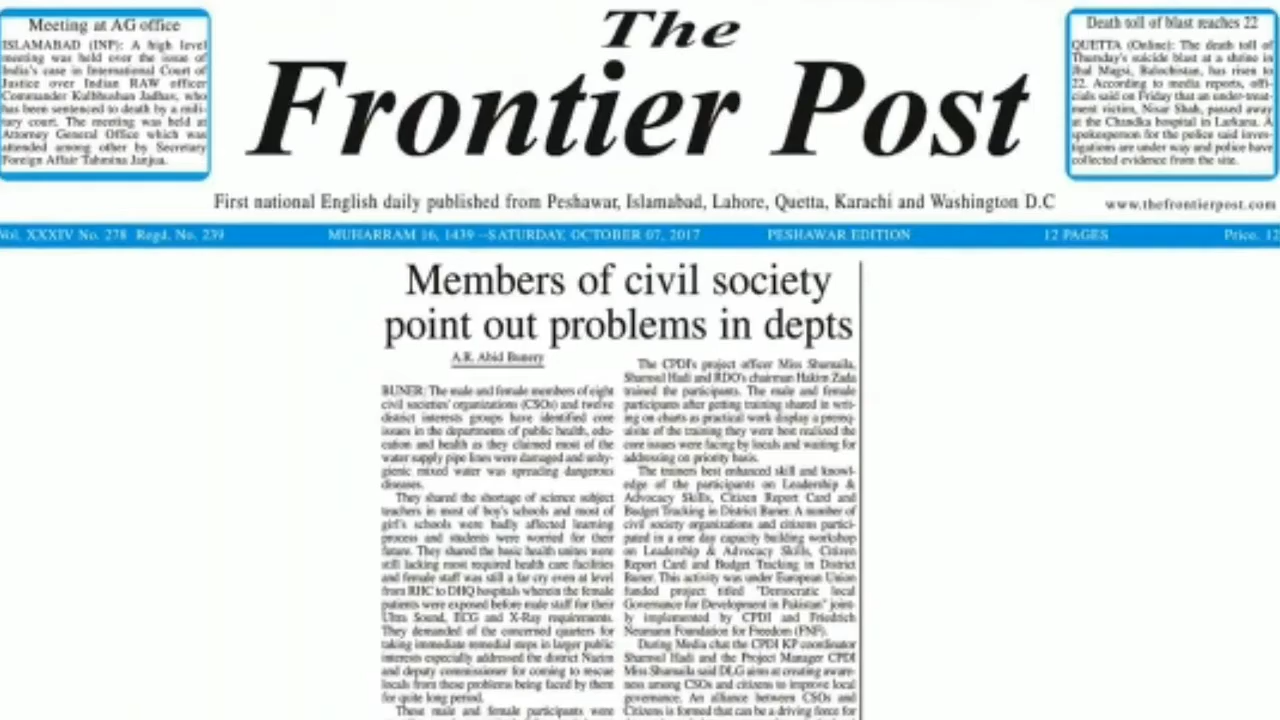 Meeting at AG office
ISLAMABAD (INP): A high level
meeting was held over the issue of
India's case in International Court of
Justice over Indian RAW officer
Commander Kulbhushan Jadhav, who
has been sentenced to death by a mili-
tary court. The meeting was held at
Attorney General Office which was
attended among other by Secretary
Foreign Affair Tahmina Janjua.
The
Frontier Post
Death toll of blast reaches 22
QUETTA (Online): The death toll of
Thursday's suicide blast at a shrine in
Jhal Magsi, Balochistan, has risen to
22. According to media reports, offi-
cials said on Friday that an under-treat-
ment victim, Nisar Shah, passed away
at the Chandka hospital in Larkana. A
spokesperson for the police said inves-
tigations are under way and police have
collected evidence from the site.
First national English daily published from Peshawar, Islamabad, Lahore, Quetta, Karachi and Washington D.C
www.thefrontierpost.com
Vol. XXXIV No. 278 Regd. No. 239 MUHARRAM 16, 1439 --SATURDAY, OCTOBER 07, 2017 PESHAWAR EDITION 12 PAGES Price. 12
Members of civil society
point out problems in depts
A.R. Abid Bunery
BUNER: The male and female members of eight
civil societies' organizations (CSOs) and twelve
district interests groups have identified core
issues in the departments of public health, edu-
cation and health as they claimed most of the
water supply pipe lines were damaged and unhy-
gienic mixed water was spreading dangerous
diseases.
They shared the shortage of science subject
teachers in most of boy's schools and most of
girl's schools were badly affected learning
process and students were worried for their
future. They shared the basic health unites were
still lacking most required health care facilities
and female staff was still a far cry even at level
from RHC to DHQ hospitals wherein the female
patients were exposed before male staff for their
Ultra Sound, ECG and X-Ray requirements.
They demanded of the concerned quarters for
taking immediate remedial steps in larger public
interests especially addressed the district Nazim
and deputy commissioner for coming to rescue
locals from these problems being faced by them
for quite long period.
These male and female participants were
The CPDI's project officer Miss Shumaila,
Shamsul Hadi and RDO's chairman Hakim Zada
trained the participants. The male and female
participants after getting training shared in writ-
ing on charts as practical work display a prereq-
uisite of the training they were best realized the
core issues were facing by locals and waiting for
addressing on priority basis.
The trainers best enhanced skill and knowl-
edge of the participants on Leadership &
Advocacy Skills, Citizen Report Card and
Budget Tracking in District Buner. A number of
civil society organizations and citizens partici-
pated in a one day capacity building workshop
on Leadership & Advocacy Skills, Citizen
Report Card and Budget Tracking in District
Buner. This activity was under European Union
funded project titled "Democratic local
Governance for Development in Pakistan" joint-
ly implemented by CPDI and Friedrich
Neumann Foundation for Freedom (FNF).
During Media chat the CPDI KP coordinator
Shamsul Hadi and the Project Manager CPDI
Miss Shumaila said DLG aims at creating aware-
ness among CSOs and citizens to improve local
governance. An alliance between CSOs and
Citizens is formed that can be a driving force for